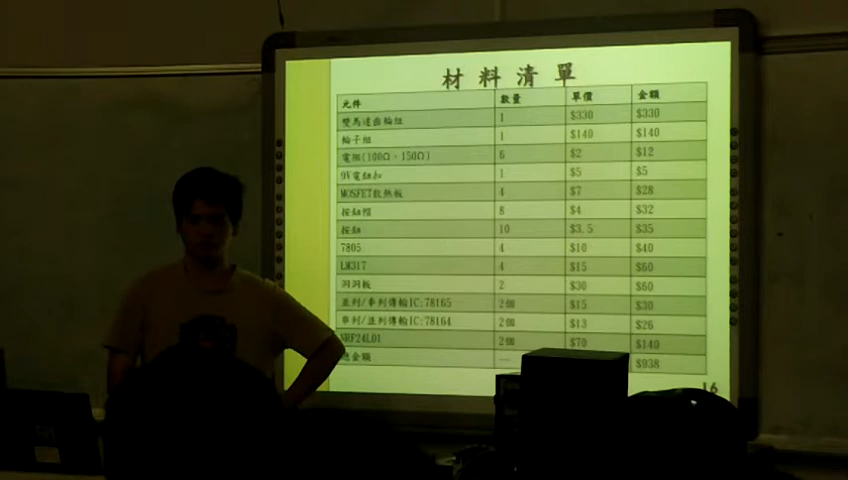 材料清單
元件 數量 單價 金額
雙馬達齒輪組 1 $330 $330
輪子組 1 $140 $140
電阻(100Ω、150Ω) 6 $2 $12
9V電鈕扣 1 $5 $5
MOSFET散熱板 4 $7 $28
按鈕帽 8 $4 $32
按鈕 10 $3.5 $35
7805 4 $10 $40
LM317 4 $15 $60
洞洞板 2 $30 $60
並列/串列傳輸IC:78165 2個 $15 $30
串列/並列傳輸IC:78164 2個 $13 $26
NRF24L01 2個 $70 $140
總金額 — $938
16